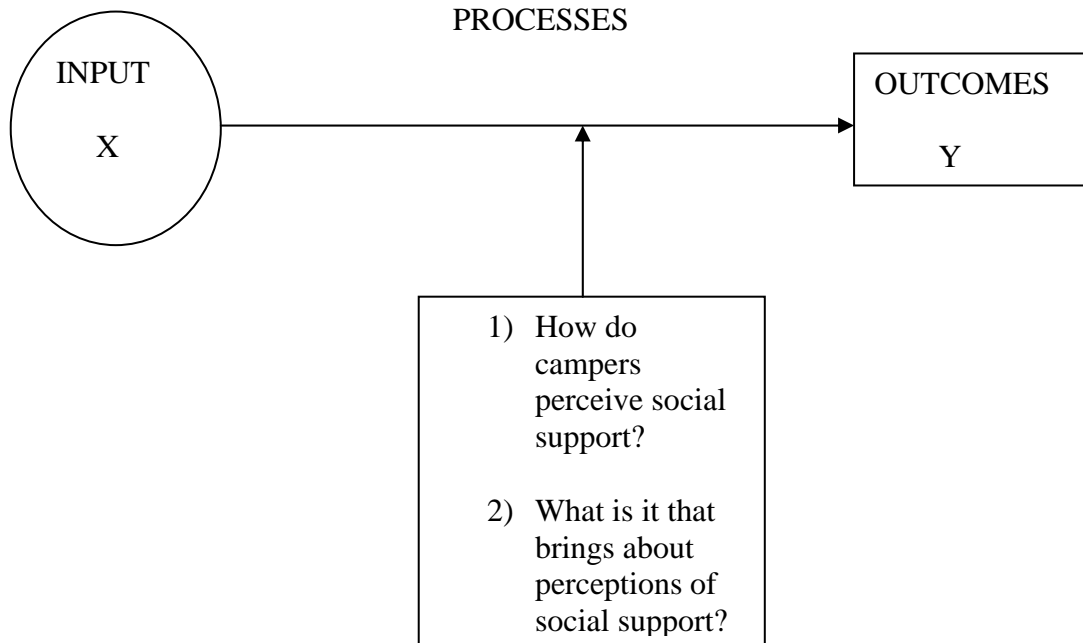 PROCESSES
INPUT
X
OUTCOMES
Y
1) How do
campers
perceive social
support?
2) What is it that
brings about
perceptions of
social support?